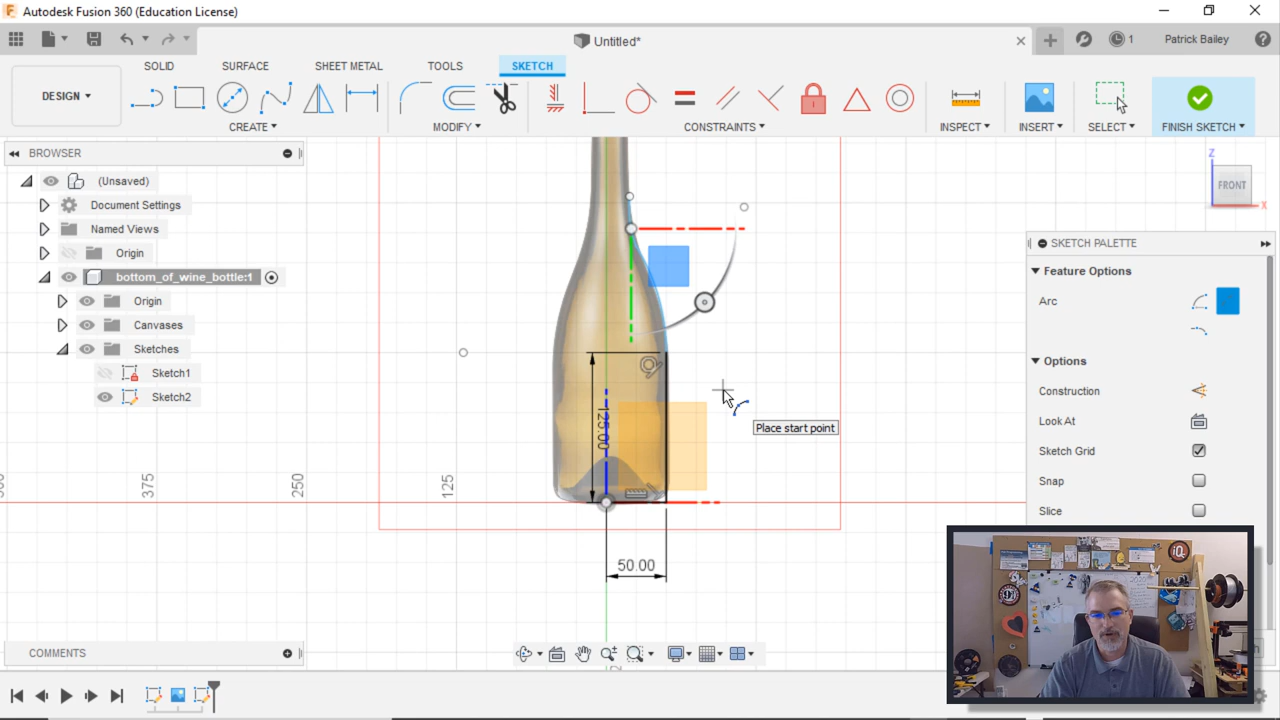 Autodesk Fusion 360 (Education License)
Untitled*
1
Patrick Bailey
DESIGN
SOLID
SURFACE
SHEET METAL
TOOLS
SKETCH
CREATE
MODIFY
CONSTRAINTS
INSPECT
INSERT
SELECT
FINISH SKETCH
BROWSER
(Unsaved)
Document Settings
Named Views
Origin
bottom_of_wine_bottle:1
Origin
Canvases
Sketches
Sketch1
Sketch2
Z
FRONT
X
SKETCH PALETTE
Feature Options
Arc
Options
Construction
Look At
Sketch Grid
Snap
Slice
Place start point
375
250
125
125.00
50.00
COMMENTS
iQ